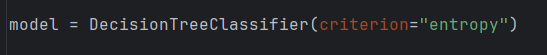 model = DecisionTreeClassifier(criterion="entropy")